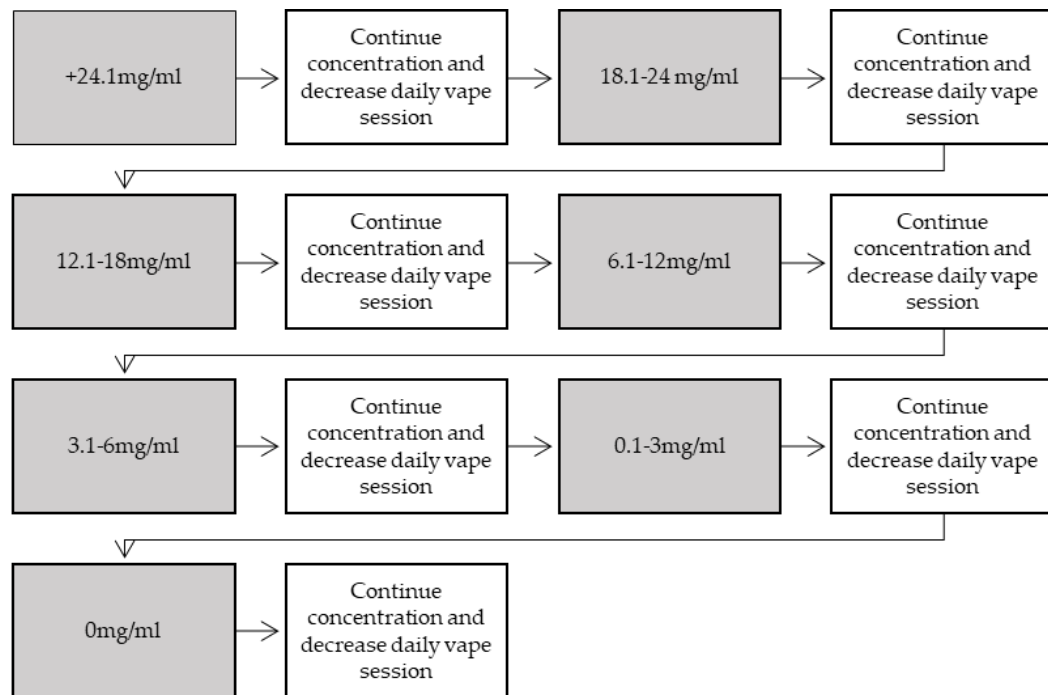 +24.1mg/ml
Continue
concentration and
decrease daily vape
session
18.1-24 mg/ml
Continue
concentration and
decrease daily vape
session
12.1-18mg/ml
Continue
concentration and
decrease daily vape
session
6.1-12mg/ml
Continue
concentration and
decrease daily vape
session
3.1-6mg/ml
Continue
concentration and
decrease daily vape
session
0.1-3mg/ml
Continue
concentration and
decrease daily vape
session
0mg/ml
Continue
concentration and
decrease daily vape
session